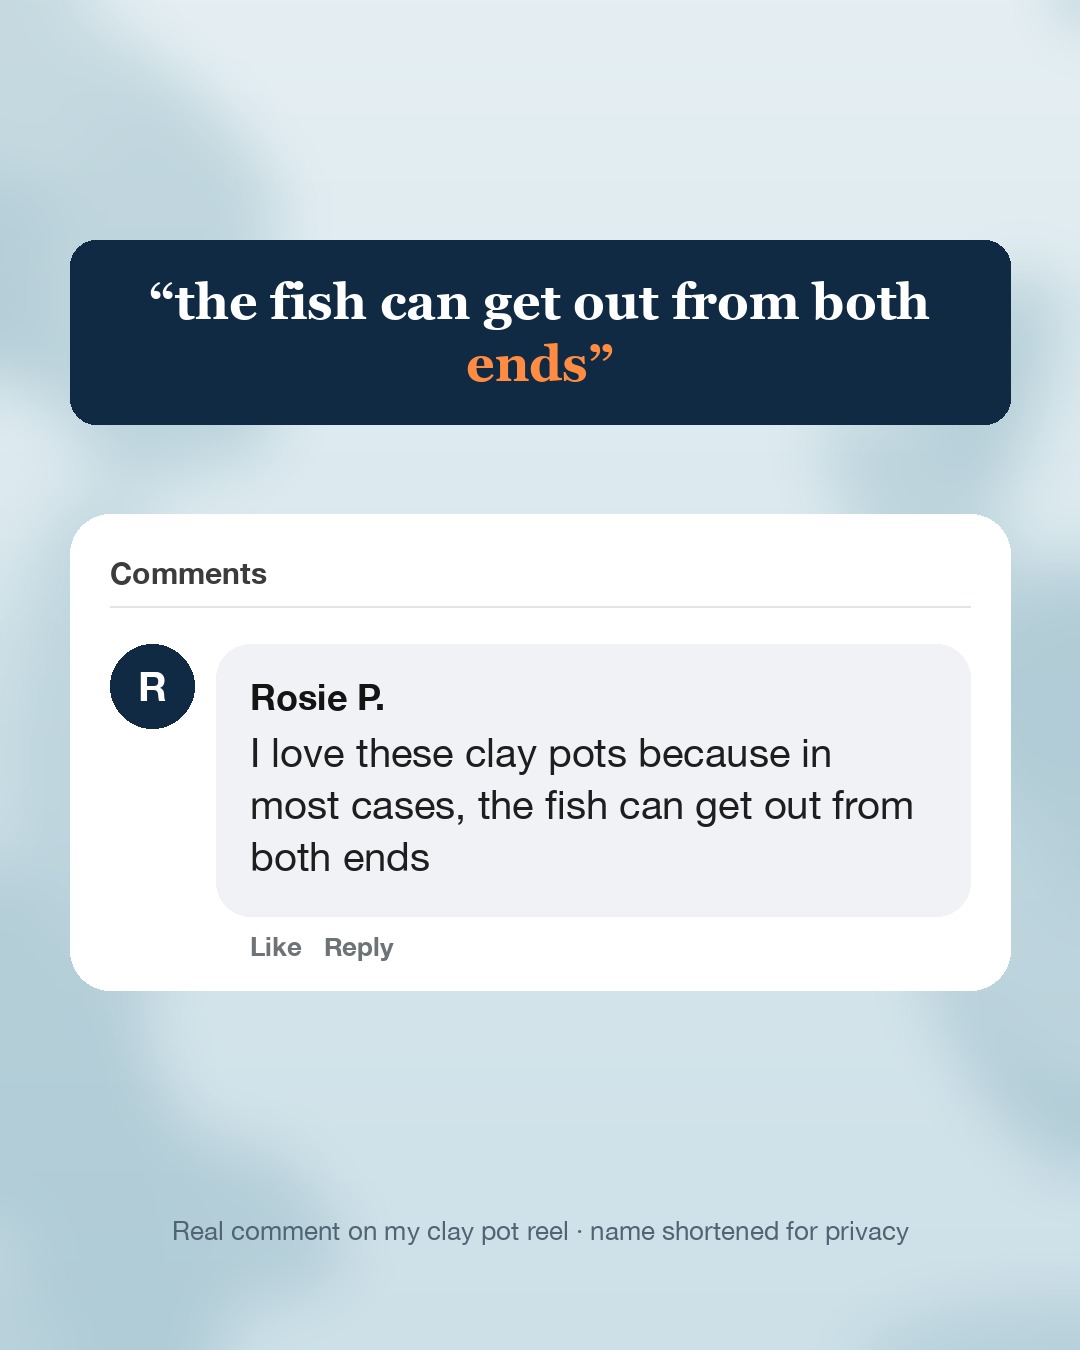 “the fish can get out from both
ends”
Comments
R
Rosie P.
I love these clay pots because in
most cases, the fish can get out from
both ends
Like Reply
Real comment on my clay pot reel · name shortened for privacy